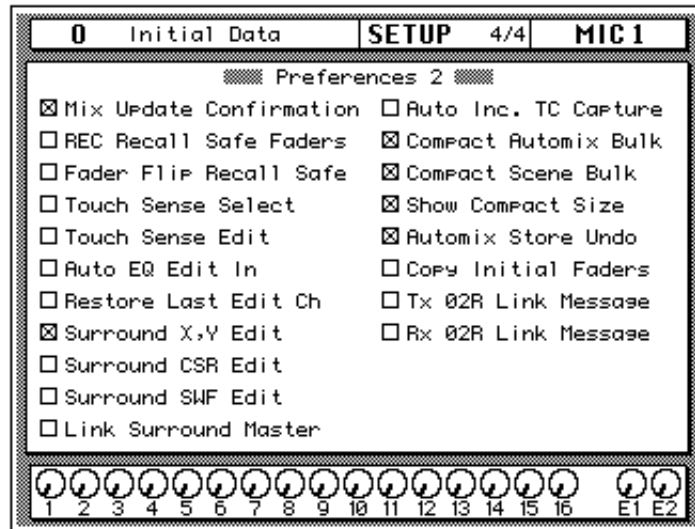 0 Initial Data SETUP 4/4 MIC 1
Preferences 2
Mix Update Confirmation
REC Recall Safe Faders
Fader Flip Recall Safe
Touch Sense Select
Touch Sense Edit
Auto EQ Edit In
Restore Last Edit Ch
Surround X,Y Edit
Surround CSR Edit
Surround SWF Edit
Link Surround Master
Auto Inc. TC Capture
Compact Automix Bulk
Compact Scene Bulk
Show Compact Size
Automix Store Undo
Copy Initial Faders
Tx 02R Link Message
Rx 02R Link Message
1 2 3 4 5 6 7 8 9 10 11 12 13 14 15 16 E1 E2